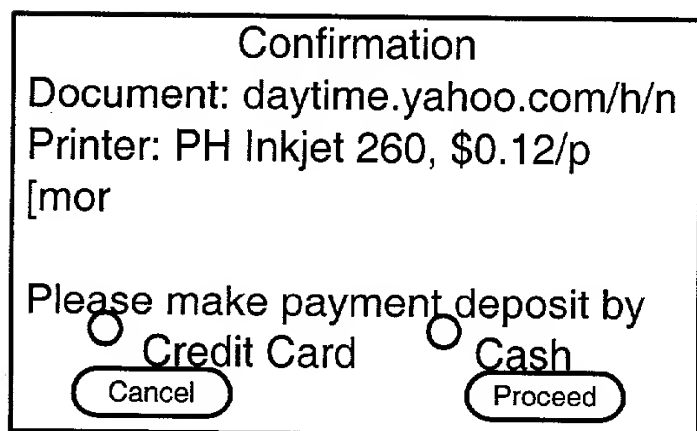 Confirmation
Document: daytime.yahoo.com/h/n
Printer: PH Inkjet 260, $0.12/p
[mor
Please make payment deposit by
Credit Card Cash
Cancel Proceed